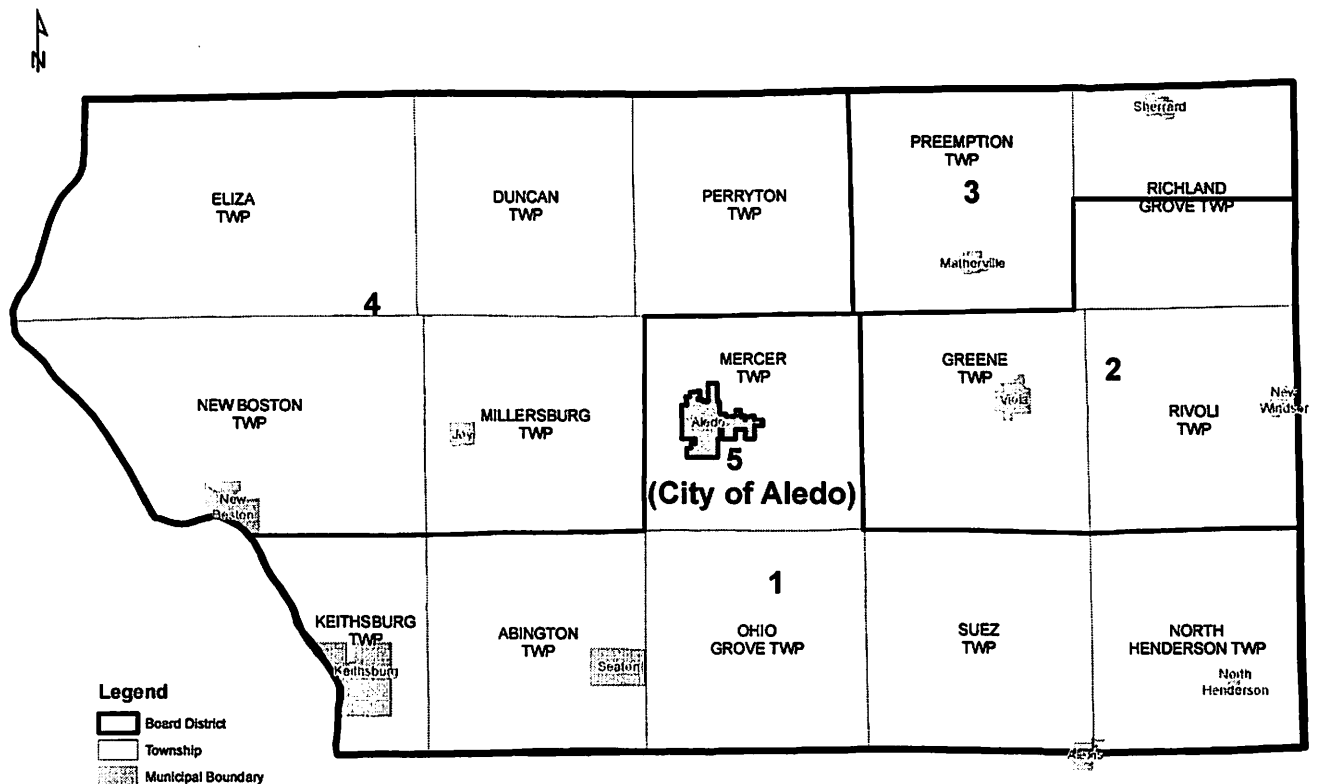 N
Sherrard
PREEMPTION
TWP
3
RICHLAND
GROVE TWP
ELIZA
TWP
DUNCAN
TWP
PERRYTON
TWP
Matherville
4
MERCER
TWP
GREENE
TWP
2
NEW BOSTON
TWP
MILLERSBURG
TWP
Joy
Aledo
Viola
RIVOLI
TWP
New
Windsor
5
(City of Aledo)
New
Boston
1
KEITHSBURG
TWP
Keithsburg
ABINGTON
TWP
Seaton
OHIO
GROVE TWP
SUEZ
TWP
NORTH
HENDERSON TWP
North
Henderson
Alexis
Legend
Board District
Township
Municipal Boundary